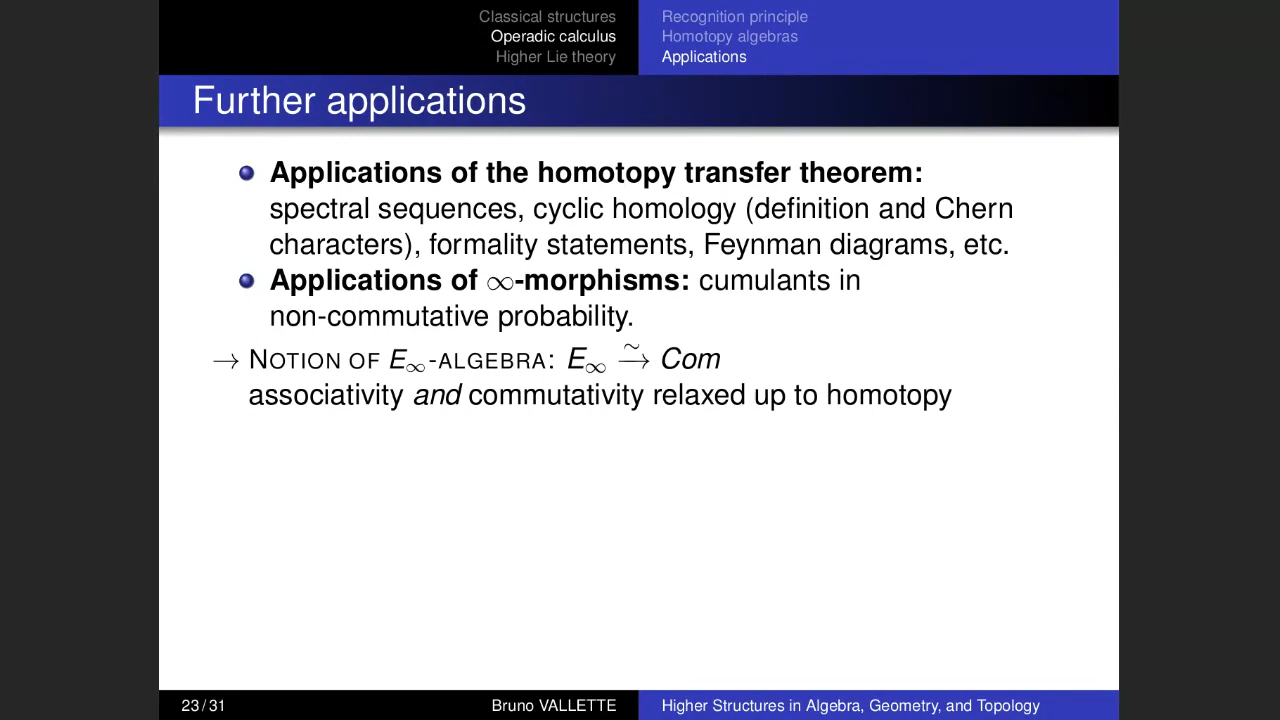 Classical structures
Operadic calculus
Higher Lie theory
Recognition principle
Homotopy algebras
Applications
Further applications
Applications of the homotopy transfer theorem:
spectral sequences, cyclic homology (definition and Chern
characters), formality statements, Feynman diagrams, etc.
Applications of ∞-morphisms: cumulants in
non-commutative probability.
→ NOTION OF E∞-ALGEBRA: E∞ ⥲ Com
associativity and commutativity relaxed up to homotopy
23 / 31
Bruno VALLETTE
Higher Structures in Algebra, Geometry, and Topology